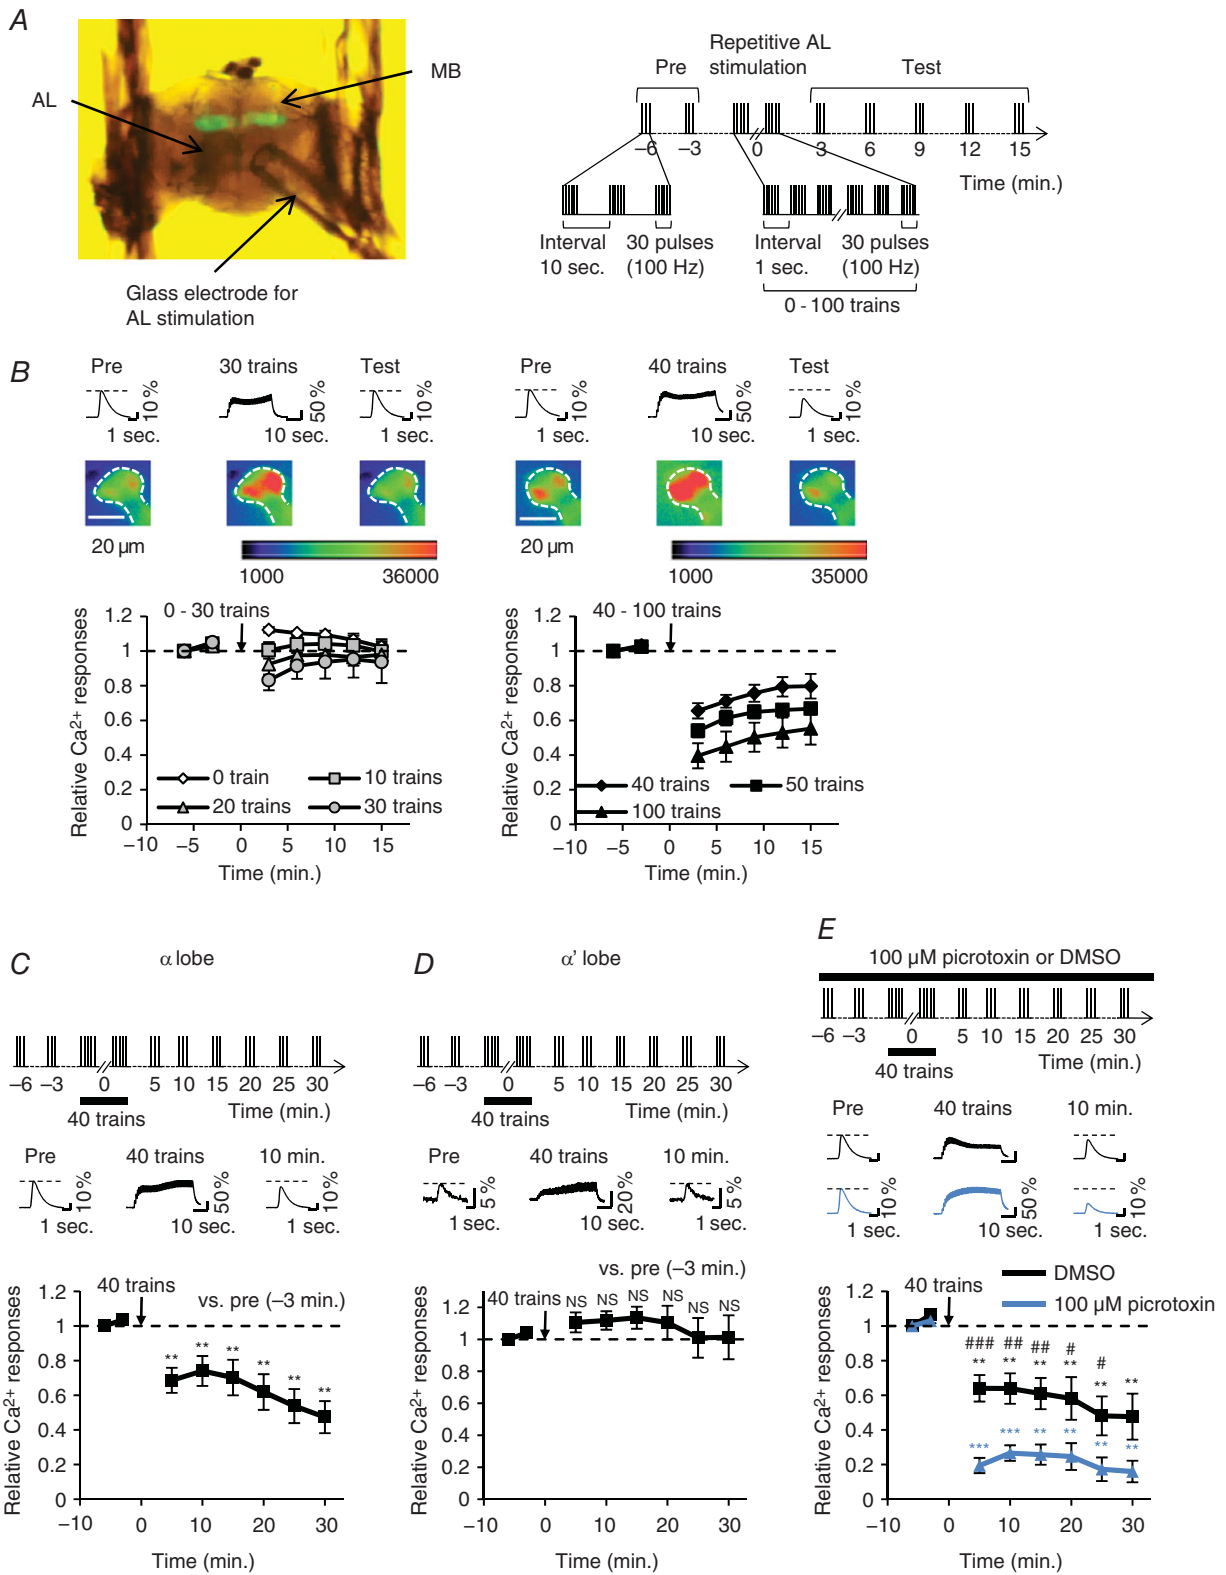 A
AL
MB
Glass electrode for
AL stimulation
Pre
Repetitive AL
stimulation
Test
–6
–3
0
3
6
9
12
15
Time (min.)
Interval
10 sec.
30 pulses
(100 Hz)
Interval
1 sec.
30 pulses
(100 Hz)
0 - 100 trains
B
Pre
30 trains
Test
10 %
50 %
10 %
1 sec.
10 sec.
1 sec.
20 µm
1000
36000
Pre
40 trains
Test
10 %
50 %
10 %
1 sec.
10 sec.
1 sec.
20 µm
1000
35000
Relative Ca2+ responses
1.2
1
0.8
0.6
0.4
0.2
0
0 - 30 trains
0 train
10 trains
20 trains
30 trains
–10
–5
0
5
10
15
Time (min.)
Relative Ca2+ responses
1.2
1
0.8
0.6
0.4
0.2
0
40 - 100 trains
40 trains
50 trains
100 trains
–10
–5
0
5
10
15
Time (min.)
C
α lobe
–6
–3
0
5
10
15
20
25
30
40 trains
Time (min.)
Pre
40 trains
10 min.
10 %
50 %
10 %
1 sec.
10 sec.
1 sec.
Relative Ca2+ responses
1.2
1
0.8
0.6
0.4
0.2
0
40 trains
vs. pre (–3 min.)
**
**
**
**
**
**
–10
0
10
20
30
Time (min.)
D
α' lobe
–6
–3
0
5
10
15
20
25
30
40 trains
Time (min.)
Pre
40 trains
10 min.
5 %
20 %
5 %
1 sec.
10 sec.
1 sec.
vs. pre (–3 min.)
Relative Ca2+ responses
1.2
1
0.8
0.6
0.4
0.2
0
40 trains
NS
NS
NS
NS
NS
NS
–10
0
10
20
30
Time (min.)
E
100 µM picrotoxin or DMSO
–6
–3
0
5
10
15
20
25
30
40 trains
Time (min.)
Pre
40 trains
10 min.
10 %
50 %
10 %
1 sec.
10 sec.
1 sec.
DMSO
100 µM picrotoxin
Relative Ca2+ responses
1.2
1
0.8
0.6
0.4
0.2
0
40 trains
###
##
##
#
#
**
**
**
**
**
**
***
***
**
**
**
**
–10
0
10
20
30
Time (min.)